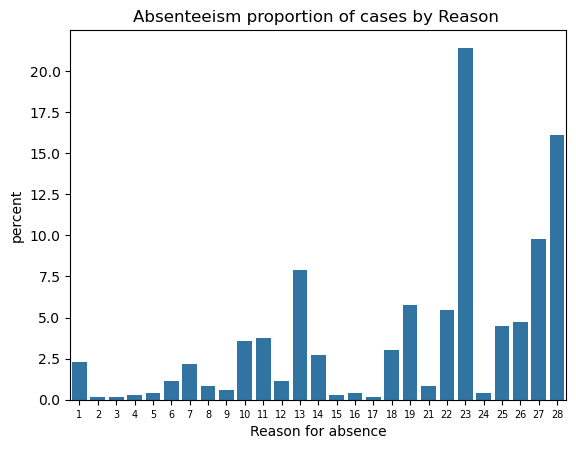 Absenteeism proportion of cases by Reason
percent
20.0
17.5
15.0
12.5
10.0
7.5
5.0
2.5
0.0
1 2 3 4 5 6 7 8 9 10 11 12 13 14 15 16 17 18 19 21 22 23 24 25 26 27 28
Reason for absence